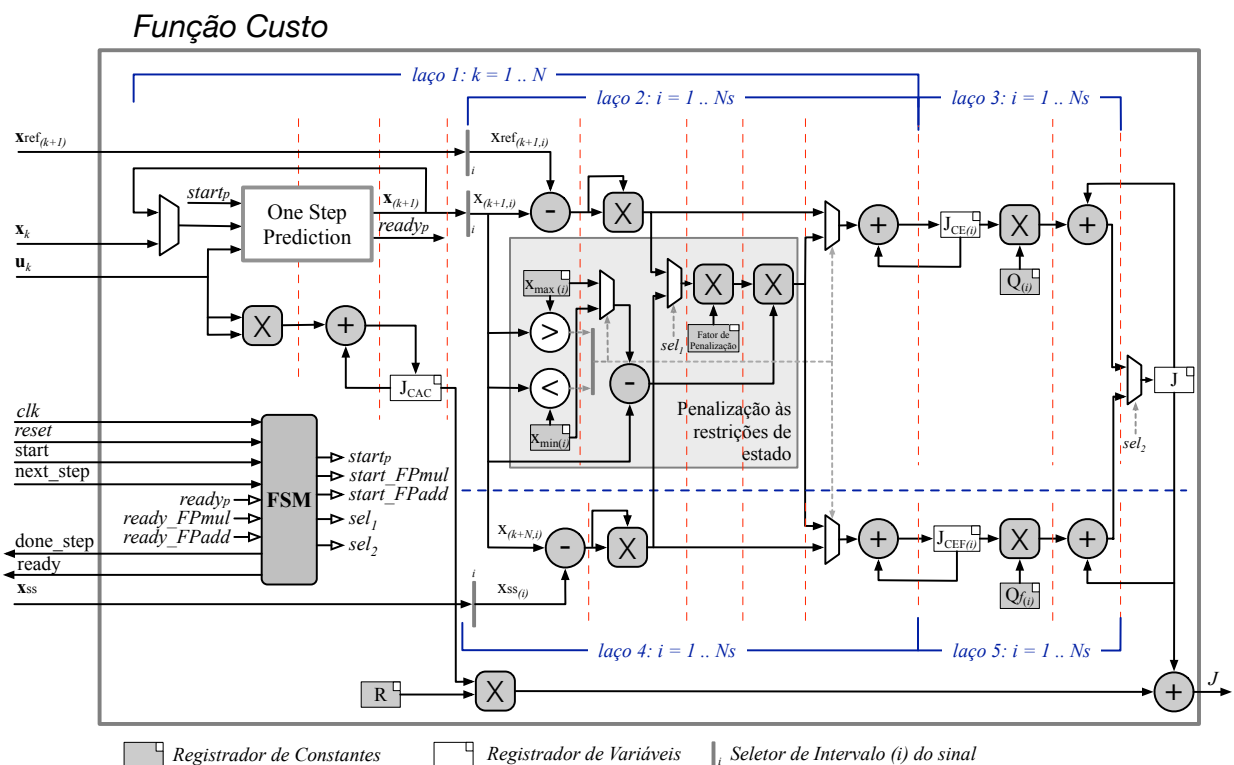 Função Custo
laço 1: k = 1 .. N
laço 2: i = 1 .. Ns
laço 3: i = 1 .. Ns
xref(k+1)
i
xref(k+1,i)
startp
One Step
Prediction
x(k+1)
readyp
i
x(k+1,i)
-
X
+
JCE(i)
X
+
Q(i)
xk
uk
X
+
JCAC
xmax (i)
>
<
xmin(i)
-
sel1
X
X
Fator de
Penalização
Penalização às
restrições de
estado
J
sel2
clk
reset
start
next_step
readyp
ready_FPmul
ready_FPadd
done_step
ready
FSM
startp
start_FPmul
start_FPadd
sel1
sel2
x(k+N,i)
-
X
+
JCEF(i)
X
+
Qf(i)
xss
i
xss(i)
laço 4: i = 1 .. Ns
laço 5: i = 1 .. Ns
R
X
+
J
Registrador de Constantes
Registrador de Variáveis
i
Seletor de Intervalo (i) do sinal